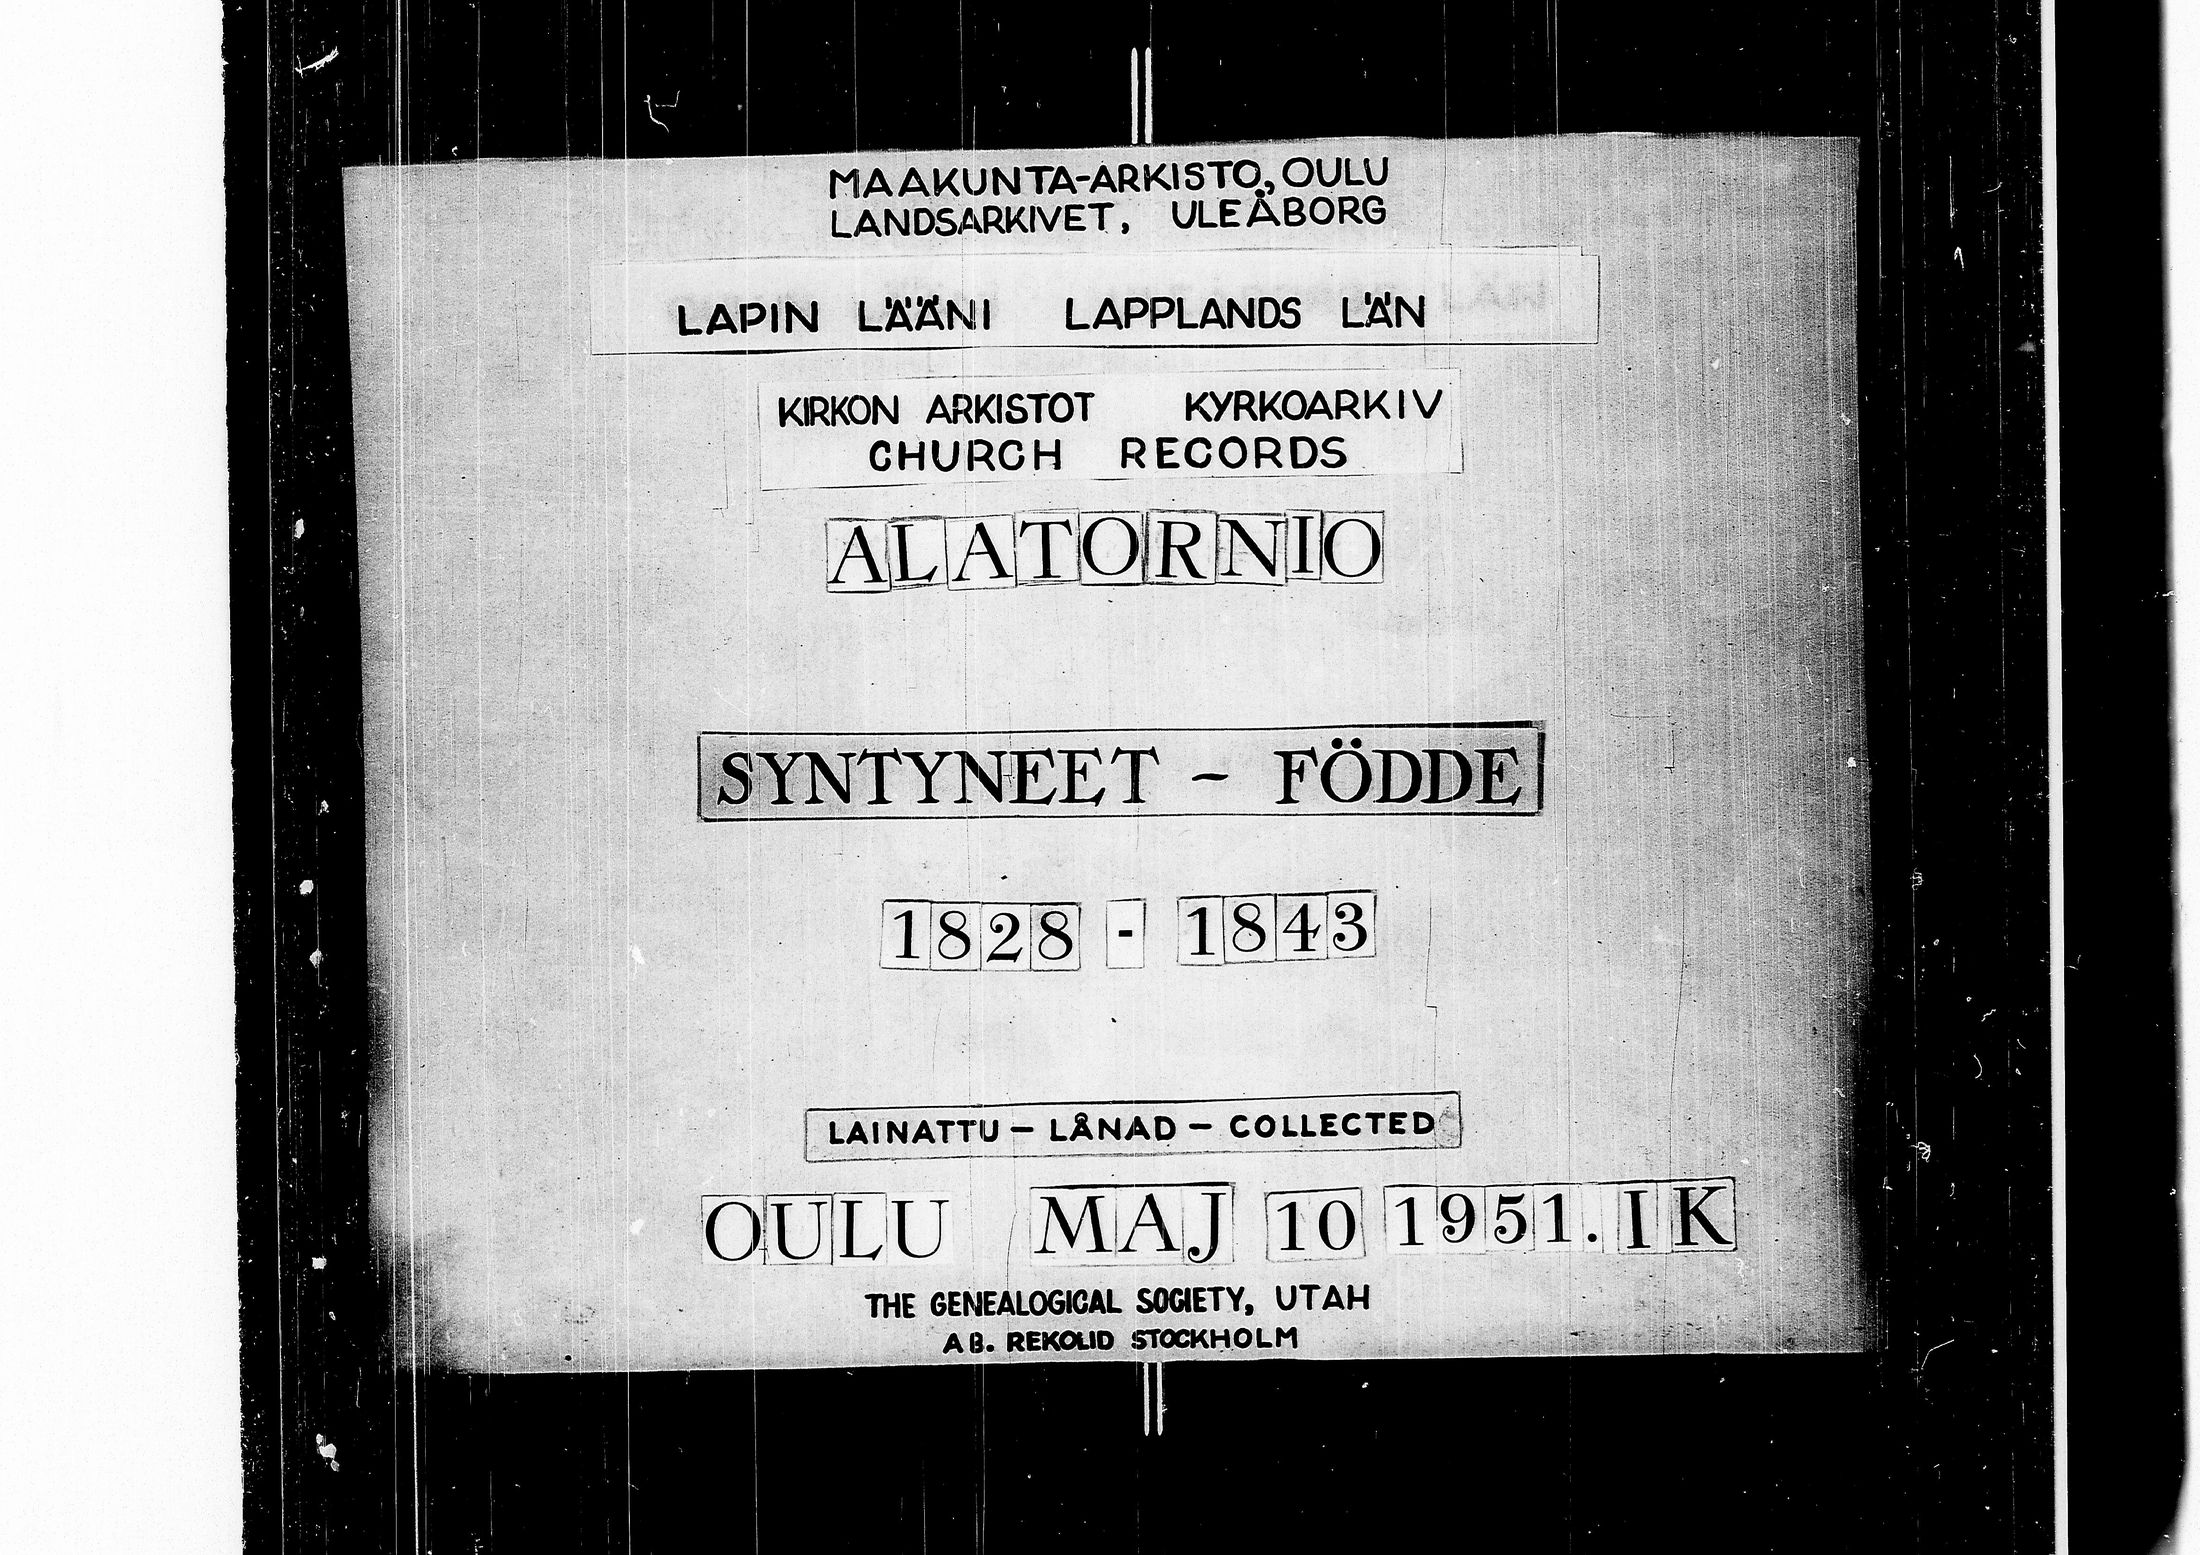 MAAKUNTA-ARKISTO, OULU
LANDSARKIVET, ULEÅBORG
LAPIN LÄÄNI LAPPLANDS LÄN
KIRKON ARKISTOT KYRKOARKIV
CHURCH RECORDS
ALATORNIO
SYNTYNEET - FÖDDE
1828 - 1843
LAINATTU - LÅNAD - COLLECTED
OULU MAJ 10 1951. IK
THE GENEALOGICAL SOCIETY, UTAH
AB. REKOLID STOCKHOLM